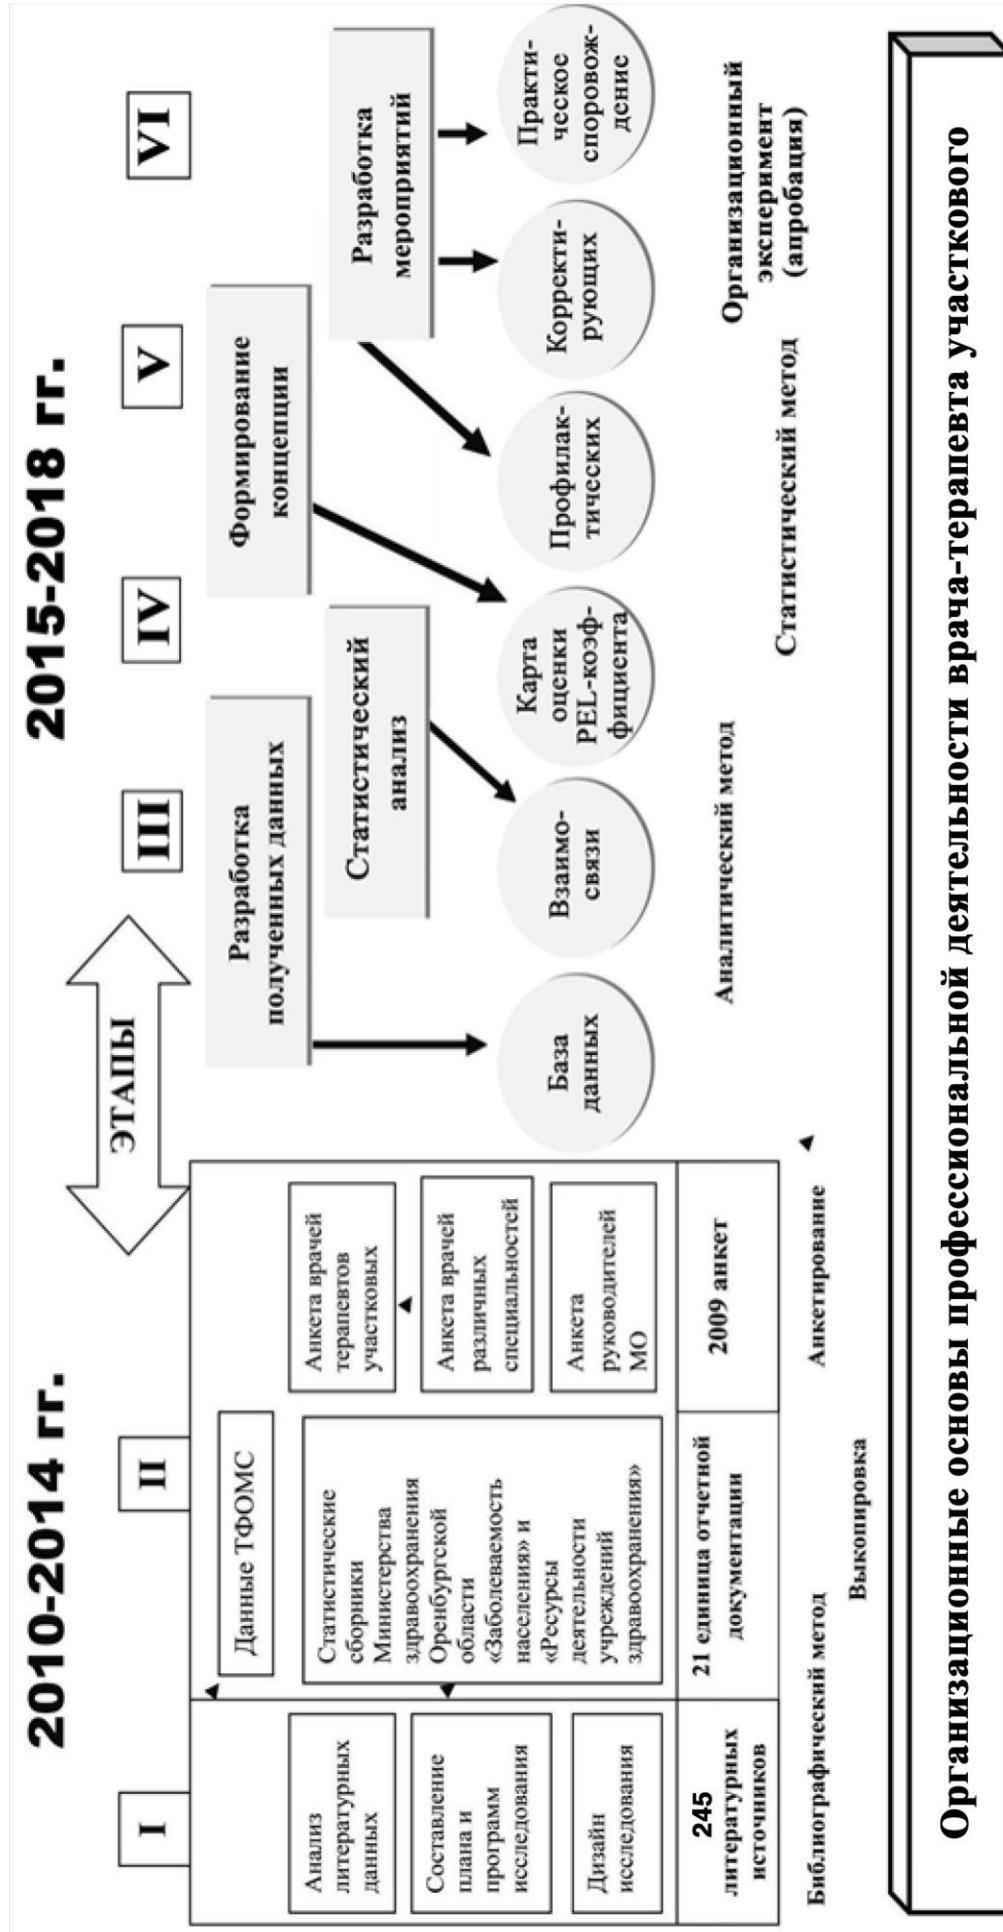 2010-2014 гг.
2015-2018 гг.
ЭТАПЫ
I
II
III
IV
V
VI
Анализ
литературных
данных
Составление
плана и
программ
исследования
Дизайн
исследования
245
литературных
источников
Данные ТФОМС
Статистические
сборники
Министерства
здравоохранения
Оренбургской
области
«Заболеваемость
населения» и
«Ресурсы
деятельности
учреждений
здравоохранения»
21 единица отчетной
документации
Анкета врачей
терапевтов
участковых
Анкета врачей
различных
специальностей
Анкета
руководителей
МО
2009 анкет
Разработка
полученных данных
Статистический
анализ
Формирование
концепции
Разработка
мероприятий
База
данных
Взаимо-
связи
Карта
оценки
PEL-коэф-
фициента
Профилак-
тических
Корректи-
рующих
Практи-
ческое
споровож-
дение
Библиографический метод
Выкопировка
Анкетирование
Аналитический метод
Статистический метод
Организационный
эксперимент
(апробация)
Организационные основы профессиональной деятельности врача-терапевта участкового